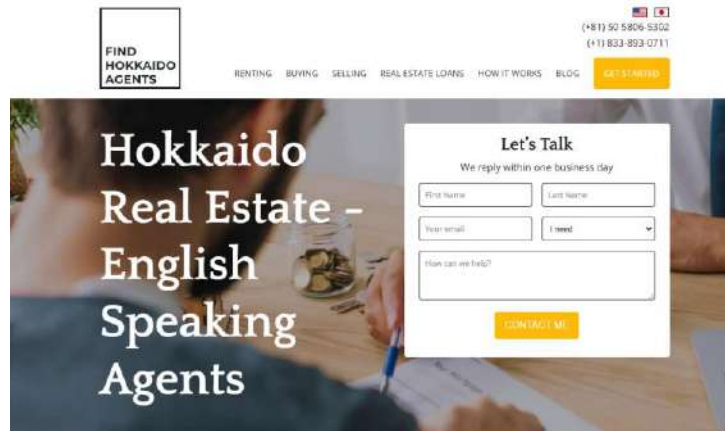 FIND
HOKKAIDO
AGENTS
(+81) 50 5806-5302
(+1) 833-893-0711
RENTING BUYING SELLING REAL ESTATE LOANS HOW IT WORKS BLOG GET STARTED
Hokkaido
Real Estate –
English
Speaking
Agents
Let's Talk
We reply within one business day
First Name Last Name
Your email I need
How can we help?
CONTACT ME